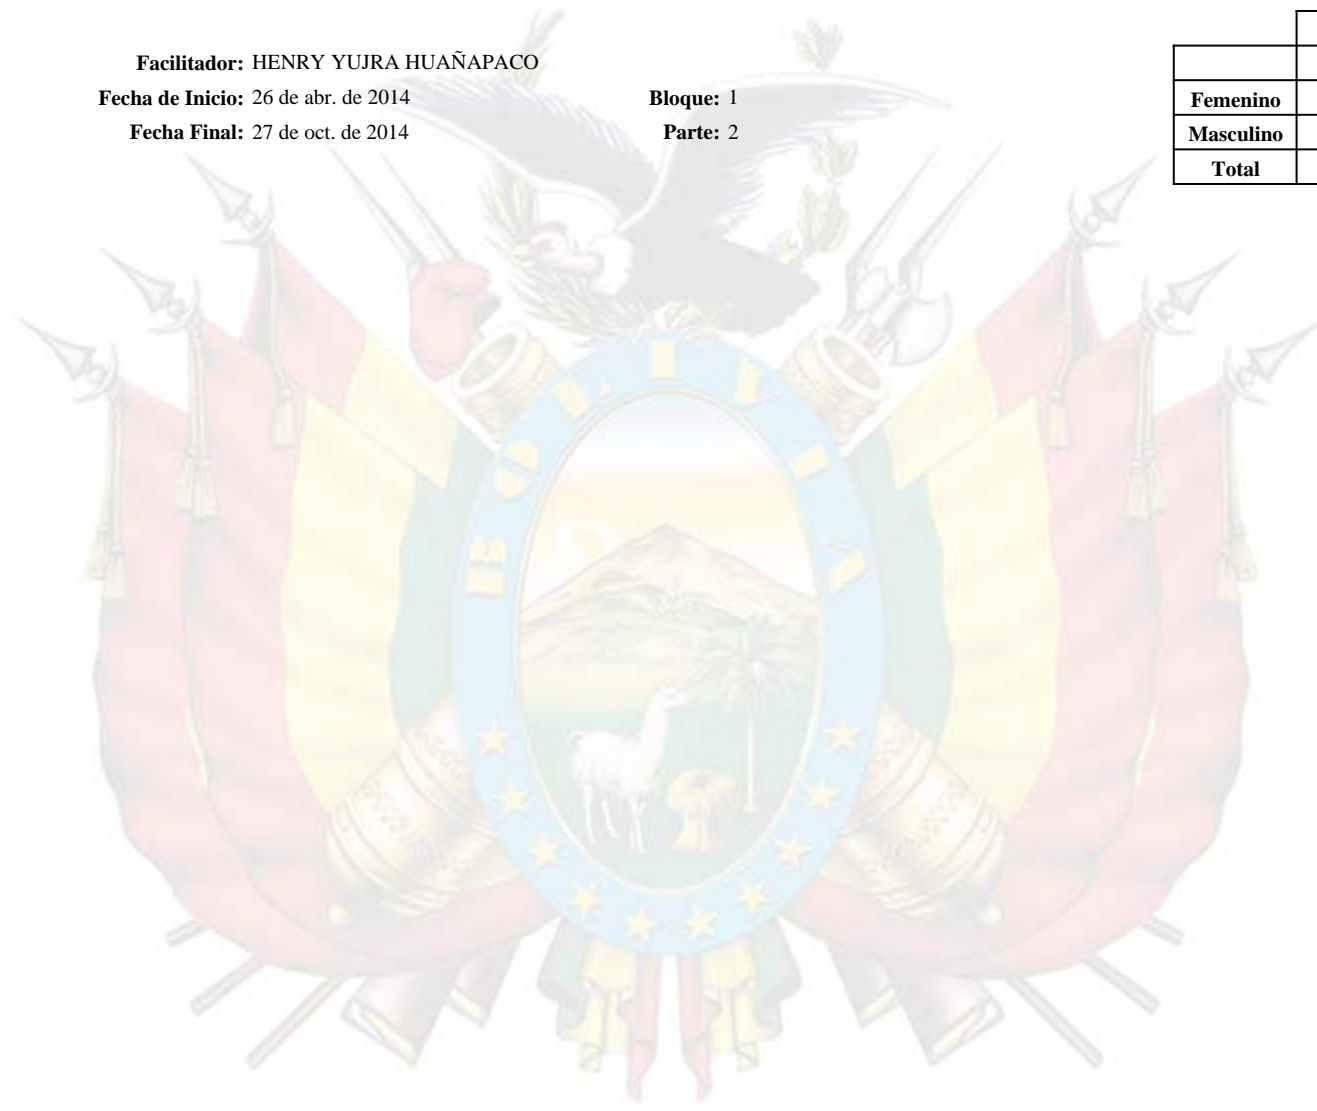 Facilitador: HENRY YUJRA HUAÑAPACO
Fecha de Inicio: 26 de abr. de 2014 Bloque: 1
Fecha Final: 27 de oct. de 2014 Parte: 2
Femenino
Masculino
Total
BOLIVIA